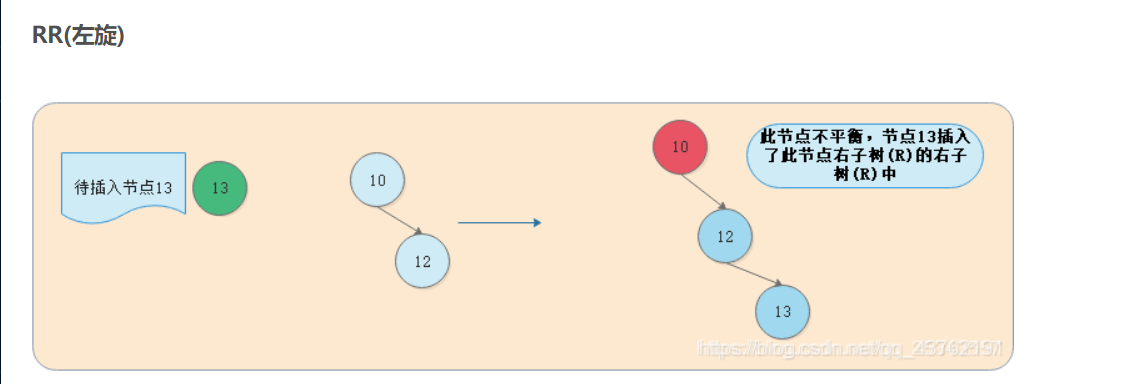 RR(左旋)
待插入节点13
13
10
12
10
12
13
此节点不平衡，节点13插入
了此节点右子树(R)的右子
树(R)中